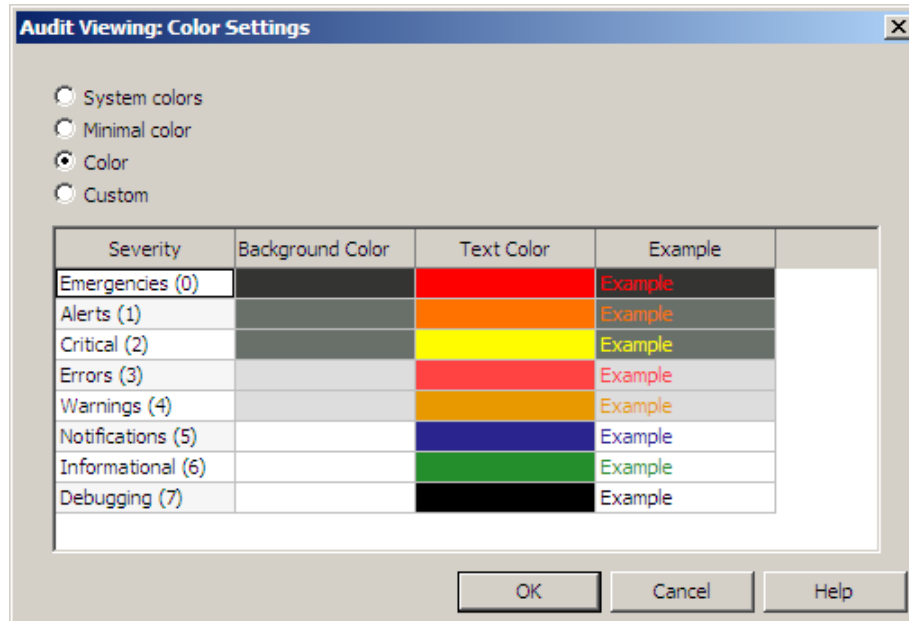 Audit Viewing: Color Settings
System colors
Minimal color
Color
Custom
Severity Background Color Text Color Example
Emergencies (0) Example
Alerts (1) Example
Critical (2) Example
Errors (3) Example
Warnings (4) Example
Notifications (5) Example
Informational (6) Example
Debugging (7) Example
OK Cancel Help